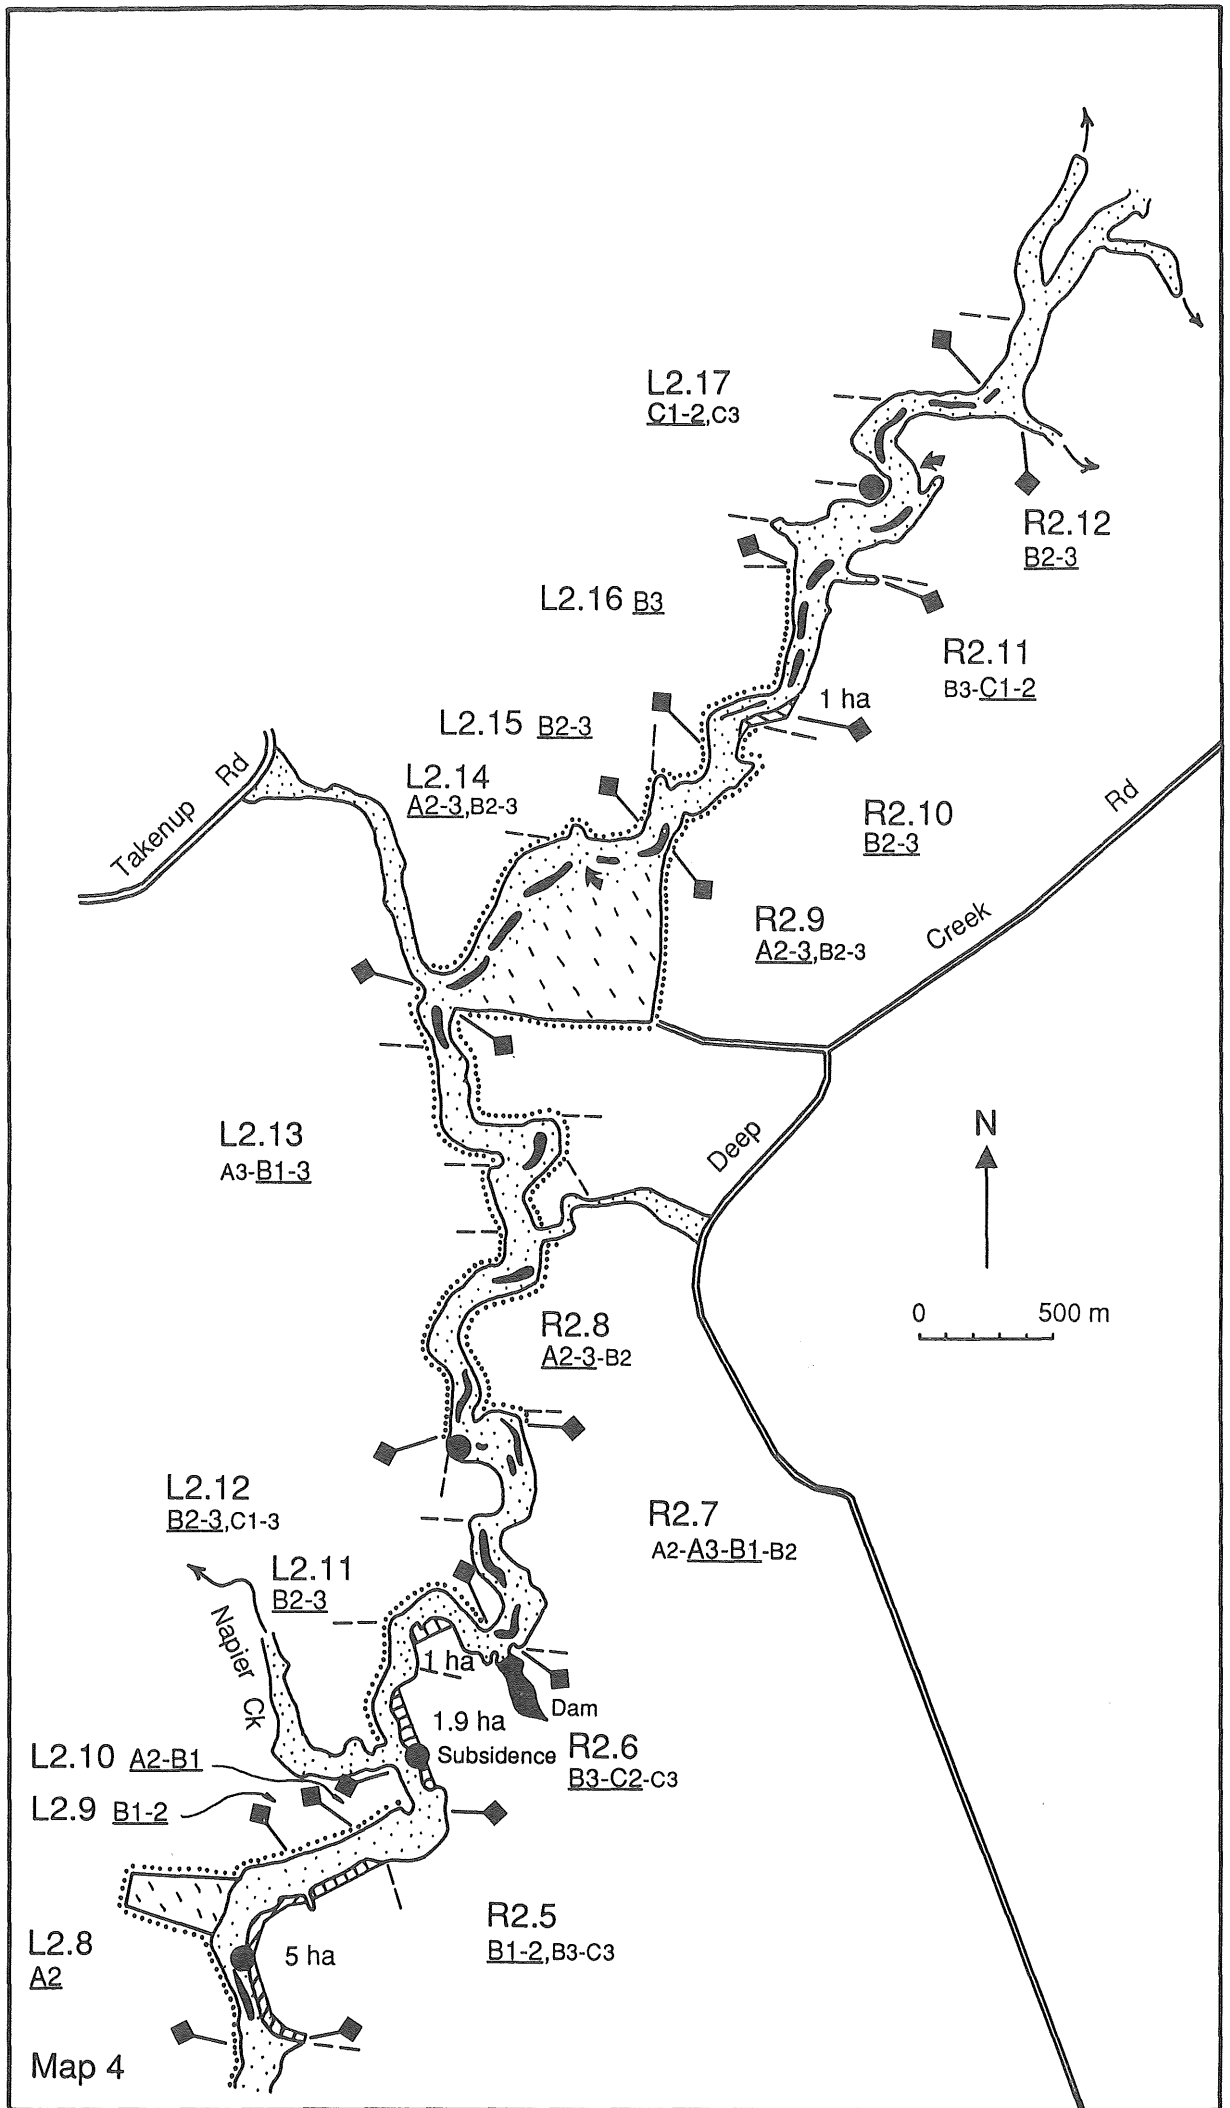 L2.17
C1-2,C3
R2.12
B2-3
L2.16 B3
R2.11
B3-C1-2
1 ha
L2.15 B2-3
Takenup Rd
L2.14
A2-3,B2-3
R2.10
B2-3
R2.9
A2-3,B2-3
Deep Creek Rd
N
L2.13
A3-B1-3
0 500 m
R2.8
A2-3-B2
L2.12
B2-3,C1-3
R2.7
A2-A3-B1-B2
L2.11
B2-3
Napier Ck
1 ha
Dam
1.9 ha
Subsidence
R2.6
B3-C2-C3
L2.10 A2-B1
L2.9 B1-2
R2.5
B1-2,B3-C3
L2.8
A2
5 ha
Map 4